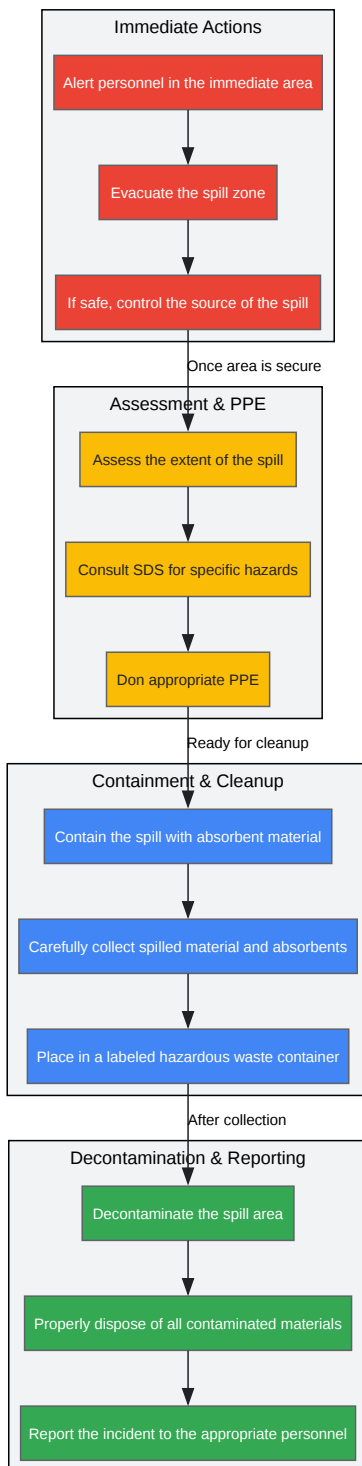 Immediate Actions
Alert personnel in the immediate area
Evacuate the spill zone
If safe, control the source of the spill
Once area is secure
Assessment & PPE
Assess the extent of the spill
Consult SDS for specific hazards
Don appropriate PPE
Ready for cleanup
Containment & Cleanup
Contain the spill with absorbent material
Carefully collect spilled material and absorbents
Place in a labeled hazardous waste container
After collection
Decontamination & Reporting
Decontaminate the spill area
Properly dispose of all contaminated materials
Report the incident to the appropriate personnel